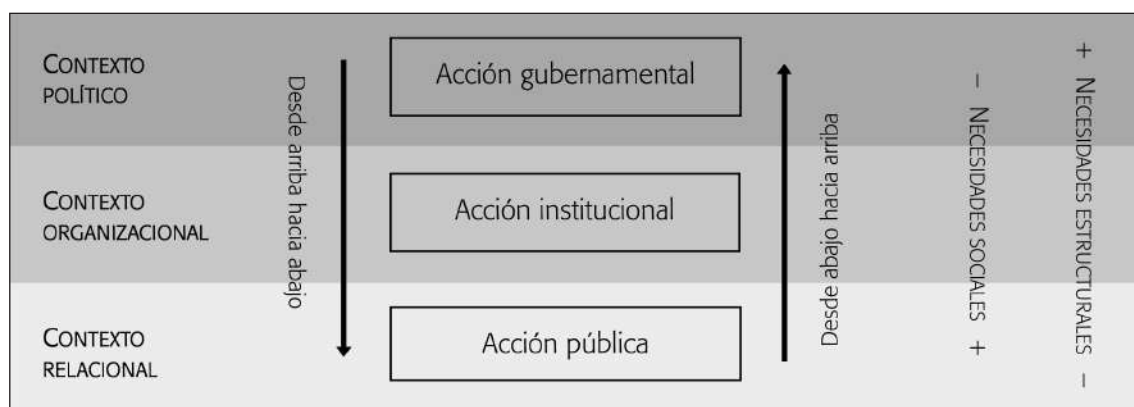 CONTEXTO
POLÍTICO
Desde arriba hacia abajo
Acción gubernamental
Desde abajo hacia arriba
– NECESIDADES SOCIALES +
+ NECESIDADES ESTRUCTURALES –
CONTEXTO
ORGANIZACIONAL
Acción institucional
CONTEXTO
RELACIONAL
Acción pública